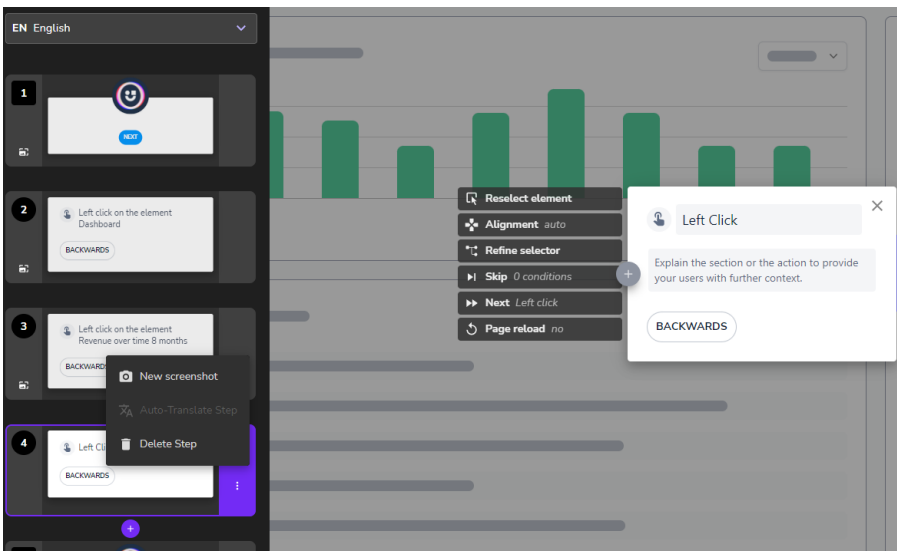 EN English
1
NEXT
2
Left click on the element
Dashboard
BACKWARDS
3
Left click on the element
Revenue over time 8 months
New screenshot
Auto-Translate Step
Delete Step
4
BACKWARDS
Reselect element
Alignment auto
Refine selector
Skip 0 conditions
Next Left click
Page reload no
Left Click
Explain the section or the action to provide
your users with further context.
BACKWARDS